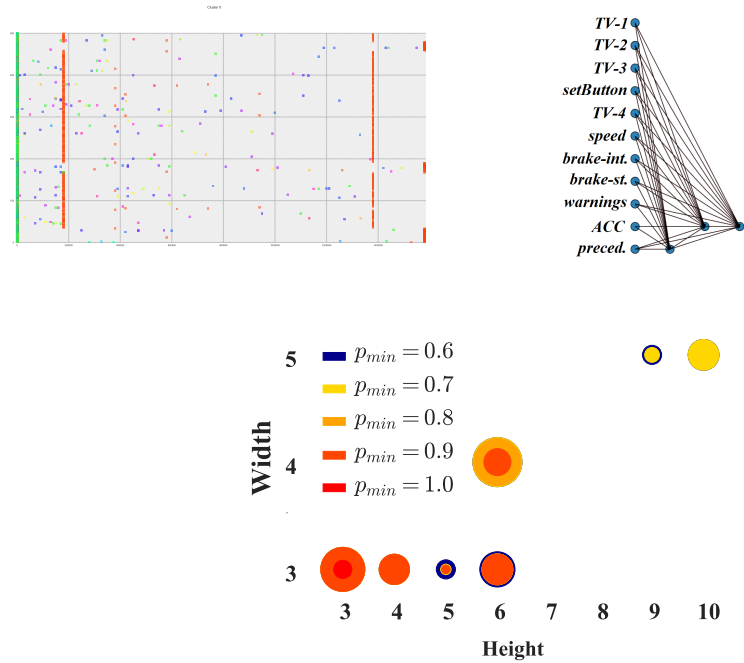 Cluster 0
TV-1
TV-2
TV-3
setButton
TV-4
speed
brake-int.
brake-st.
warnings
ACC
preced.
5
p_min = 0.6
p_min = 0.7
p_min = 0.8
p_min = 0.9
p_min = 1.0
Width
4
3
3 4 5 6 7 8 9 10
Height